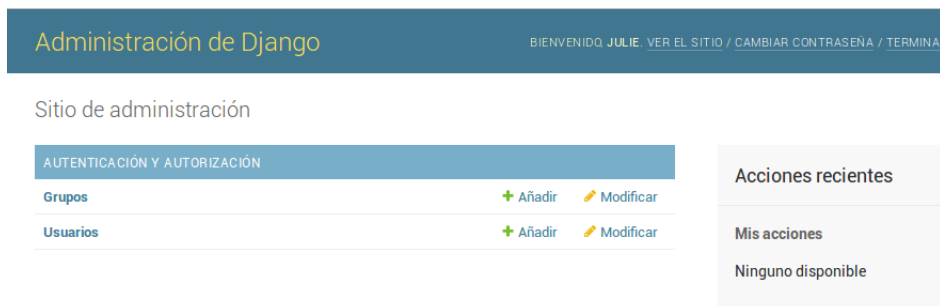 Administración de Django
BIENVENIDO, JULIE. VER EL SITIO / CAMBIAR CONTRASEÑA / TERMINA
Sitio de administración
AUTENTICACIÓN Y AUTORIZACIÓN
Grupos + Añadir Modificar
Usuarios + Añadir Modificar
Acciones recientes
Mis acciones
Ninguno disponible